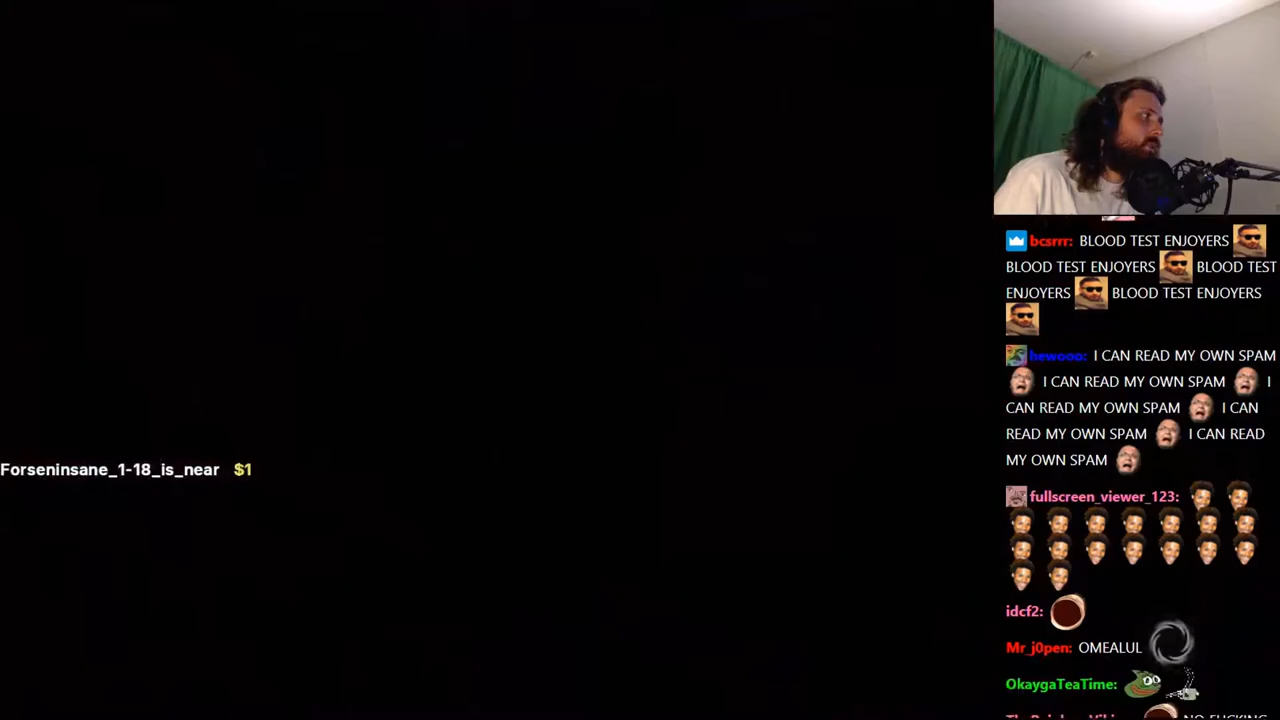 bcsrrr: BLOOD TEST ENJOYERS
BLOOD TEST ENJOYERS BLOOD TEST
ENJOYERS BLOOD TEST ENJOYERS
hewooo: I CAN READ MY OWN SPAM
I CAN READ MY OWN SPAM I
CAN READ MY OWN SPAM I CAN
READ MY OWN SPAM I CAN READ
MY OWN SPAM
Forseninsane_1-18_is_near $1
fullscreen_viewer_123:
idcf2:
Mr_j0pen: OMEALUL
OkaygaTeaTime: